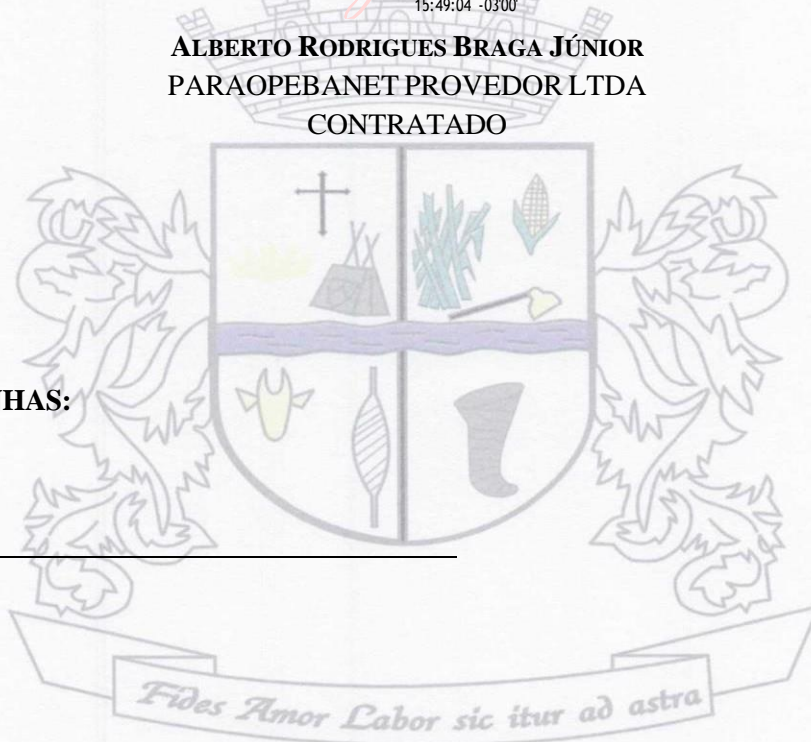 15:49:04 -03'00'
ALBERTO RODRIGUES BRAGA JÚNIOR
PARAOPEBANET PROVEDOR LTDA
CONTRATADO
HAS:
Fides Amor Labor sic itur ad astra